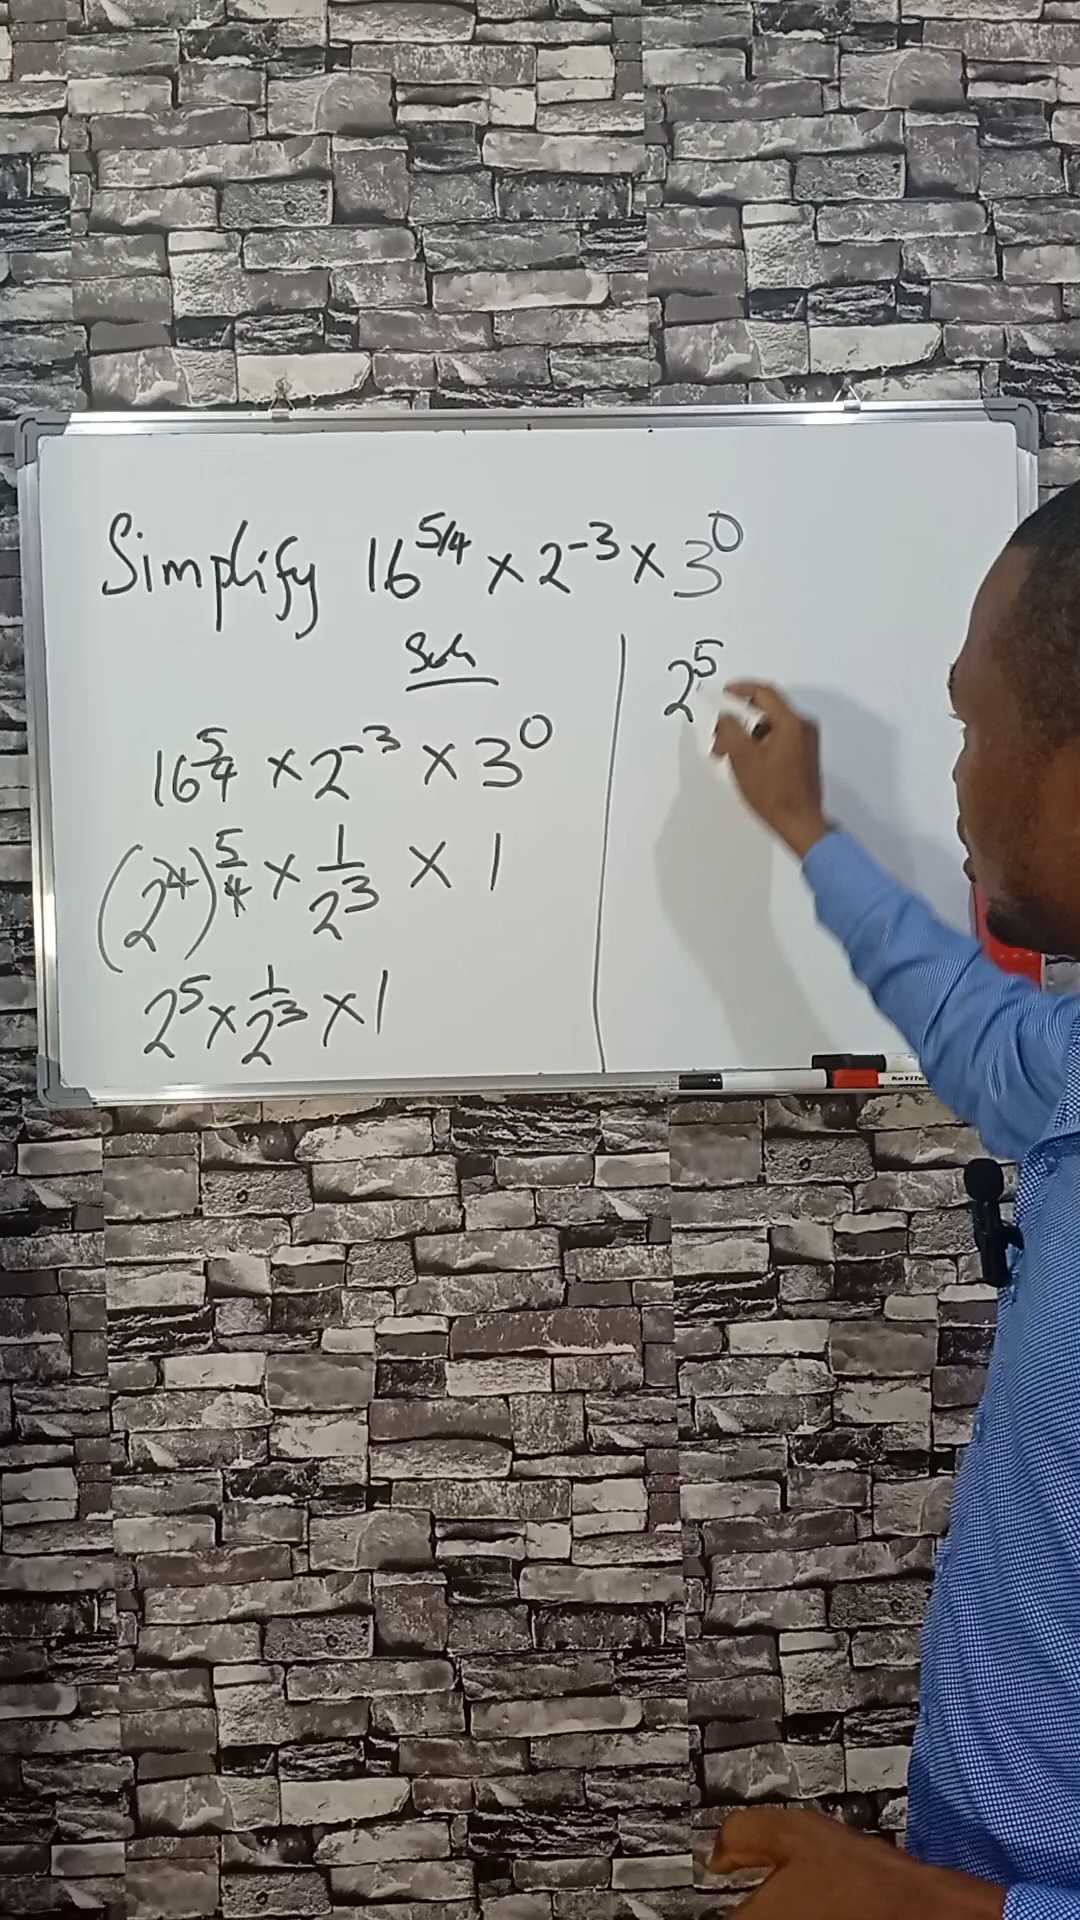 Simplify 16^5/4 × 2^-3 × 3^0
Soln
16^5/4 × 2^-3 × 3^0
(2^4)^5/4 × 1/2^3 × 1
2^5 × 1/2^3 × 1
2^5